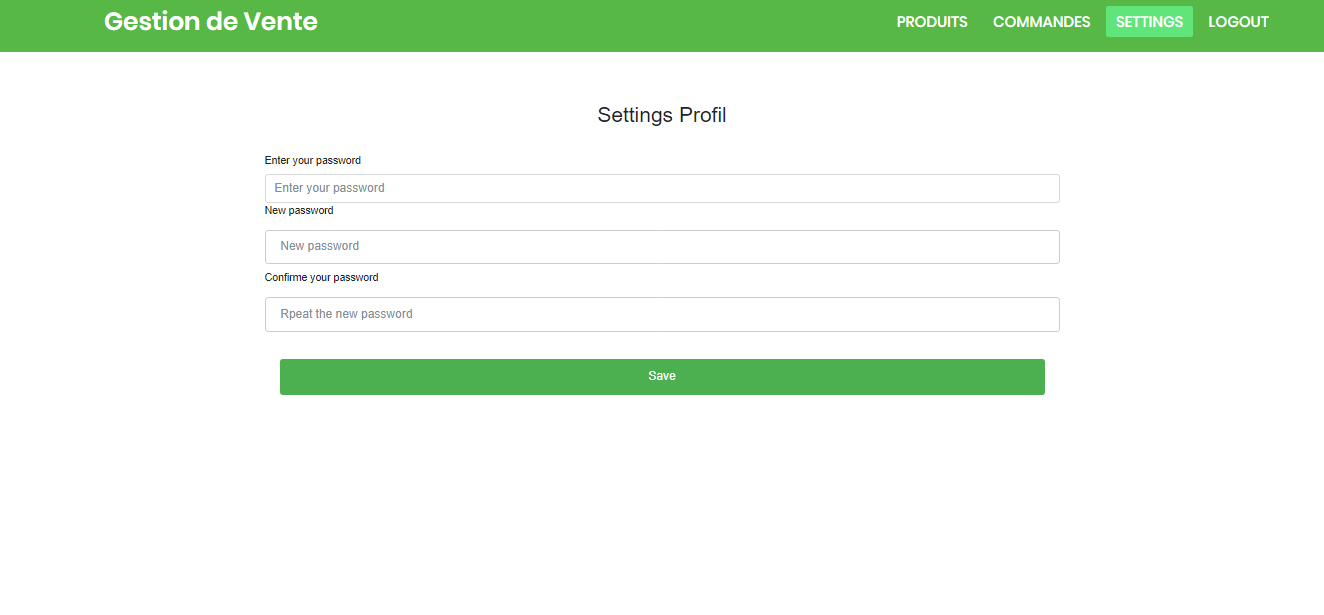 Gestion de Vente
PRODUITS COMMANDES SETTINGS LOGOUT
Settings Profil
Enter your password
Enter your password
New password
New password
Confirme your password
Rpeat the new password
Save